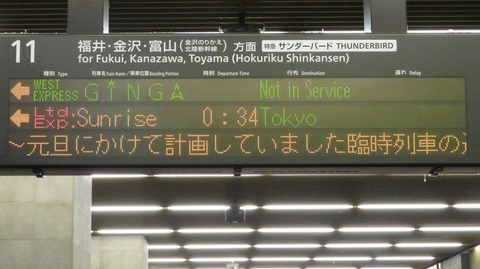 11 福井・金沢・富山(金沢のりかえ 北陸新幹線)方面 特急 サンダーバード THUNDERBIRD
for Fukui, Kanazawa, Toyama (Hokuriku Shinkansen)
種別 Type 列車名 Train Name／乗車位置 Boarding Position 時刻 Departure Time 行先 Destination 遅れ Delay
← WEST EXPRESS G*INGA Not in Service
← Ltd. Exp. Sunrise 0:34 Tokyo
～元旦にかけて計画していました臨時列車の